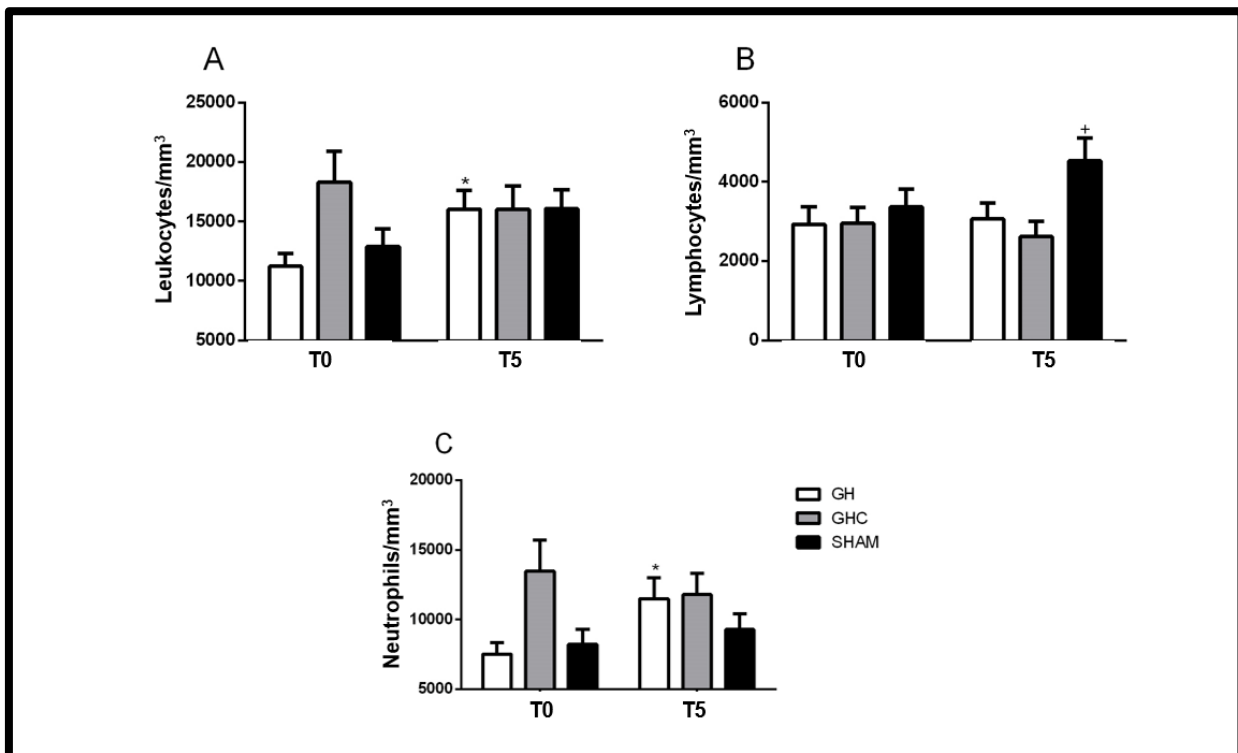 A
Leukocytes/mm³
25000
20000
15000
10000
5000
*
T0
T5
B
Lymphocytes/mm³
6000
4000
2000
0
+
T0
T5
C
Neutrophils/mm³
20000
15000
10000
5000
*
T0
T5
GH
GHC
SHAM